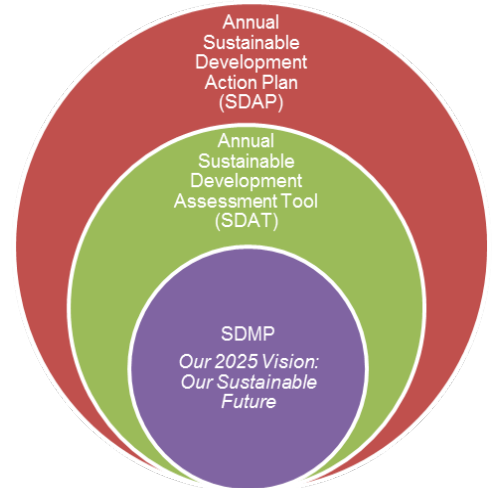 Annual
Sustainable
Development
Action Plan
(SDAP)
Annual
Sustainable
Development
Assessment Tool
(SDAT)
SDMP
Our 2025 Vision:
Our Sustainable
Future